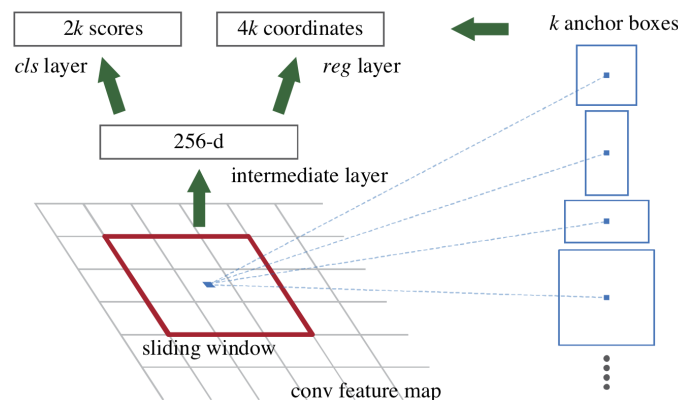 2k scores
4k coordinates
k anchor boxes
cls layer
reg layer
256-d
intermediate layer
sliding window
conv feature map